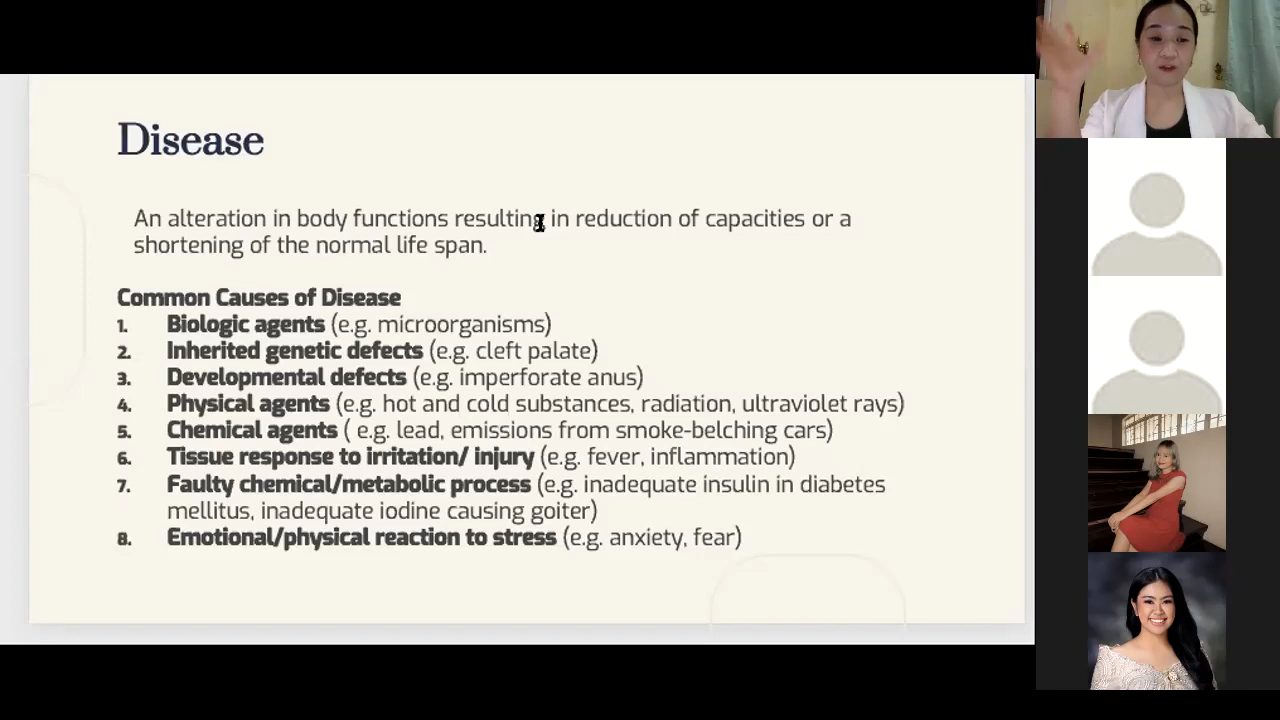 Disease
An alteration in body functions resulting in reduction of capacities or a
shortening of the normal life span.
Common Causes of Disease
1. Biologic agents (e.g. microorganisms)
2. Inherited genetic defects (e.g. cleft palate)
3. Developmental defects (e.g. imperforate anus)
4. Physical agents (e.g. hot and cold substances, radiation, ultraviolet rays)
5. Chemical agents ( e.g. lead, emissions from smoke-belching cars)
6. Tissue response to irritation/ injury (e.g. fever, inflammation)
7. Faulty chemical/metabolic process (e.g. inadequate insulin in diabetes
mellitus, inadequate iodine causing goiter)
8. Emotional/physical reaction to stress (e.g. anxiety, fear)